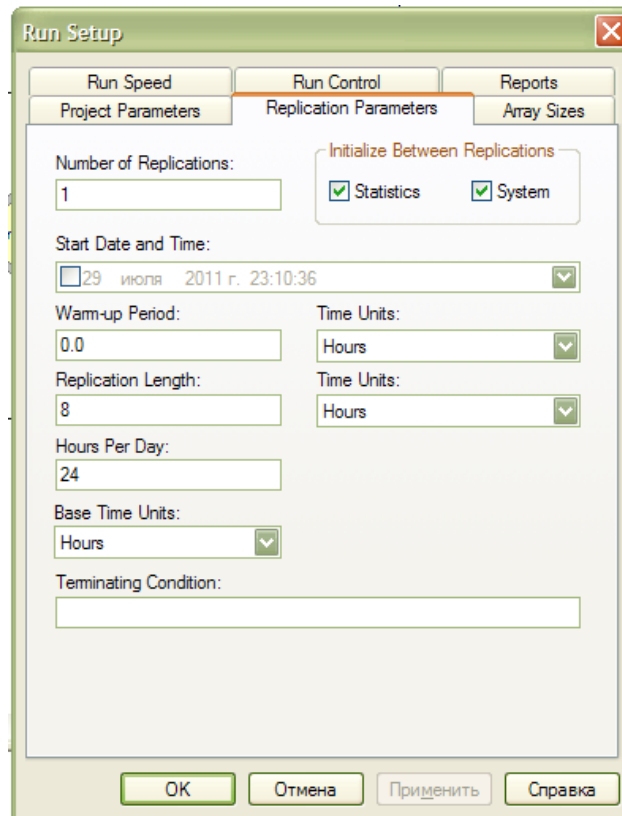 Run Setup
Run Speed Run Control Reports
Project Parameters Replication Parameters Array Sizes
Number of Replications:
Initialize Between Replications
1
Statistics System
Start Date and Time:
29 июля 2011 г. 23:10:36
Warm-up Period: Time Units:
0.0 Hours
Replication Length: Time Units:
8 Hours
Hours Per Day:
24
Base Time Units:
Hours
Terminating Condition:
OK Отмена Применить Справка